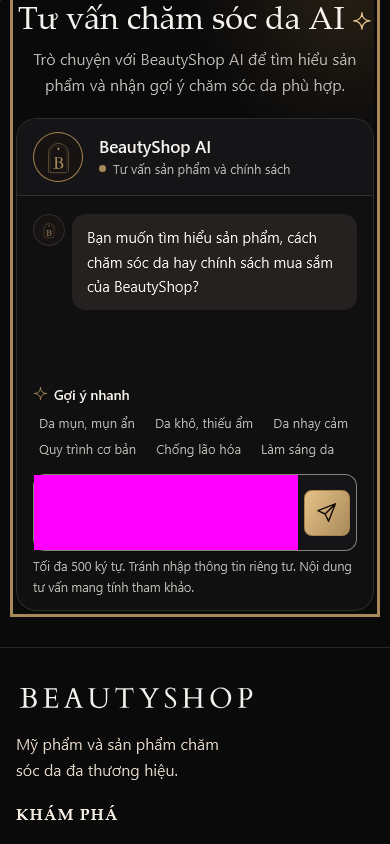 Tư vấn chăm sóc da AI
Trò chuyện với BeautyShop AI để tìm hiểu sản
phẩm và nhận gợi ý chăm sóc da phù hợp.
B
BeautyShop AI
Tư vấn sản phẩm và chính sách
B
Bạn muốn tìm hiểu sản phẩm, cách
chăm sóc da hay chính sách mua sắm
của BeautyShop?
Gợi ý nhanh
Da mụn, mụn ẩn Da khô, thiếu ẩm Da nhạy cảm
Quy trình cơ bản Chống lão hóa Làm sáng da
Tối đa 500 ký tự. Tránh nhập thông tin riêng tư. Nội dung
tư vấn mang tính tham khảo.
BEAUTYSHOP
Mỹ phẩm và sản phẩm chăm
sóc da đa thương hiệu.
KHÁM PHÁ